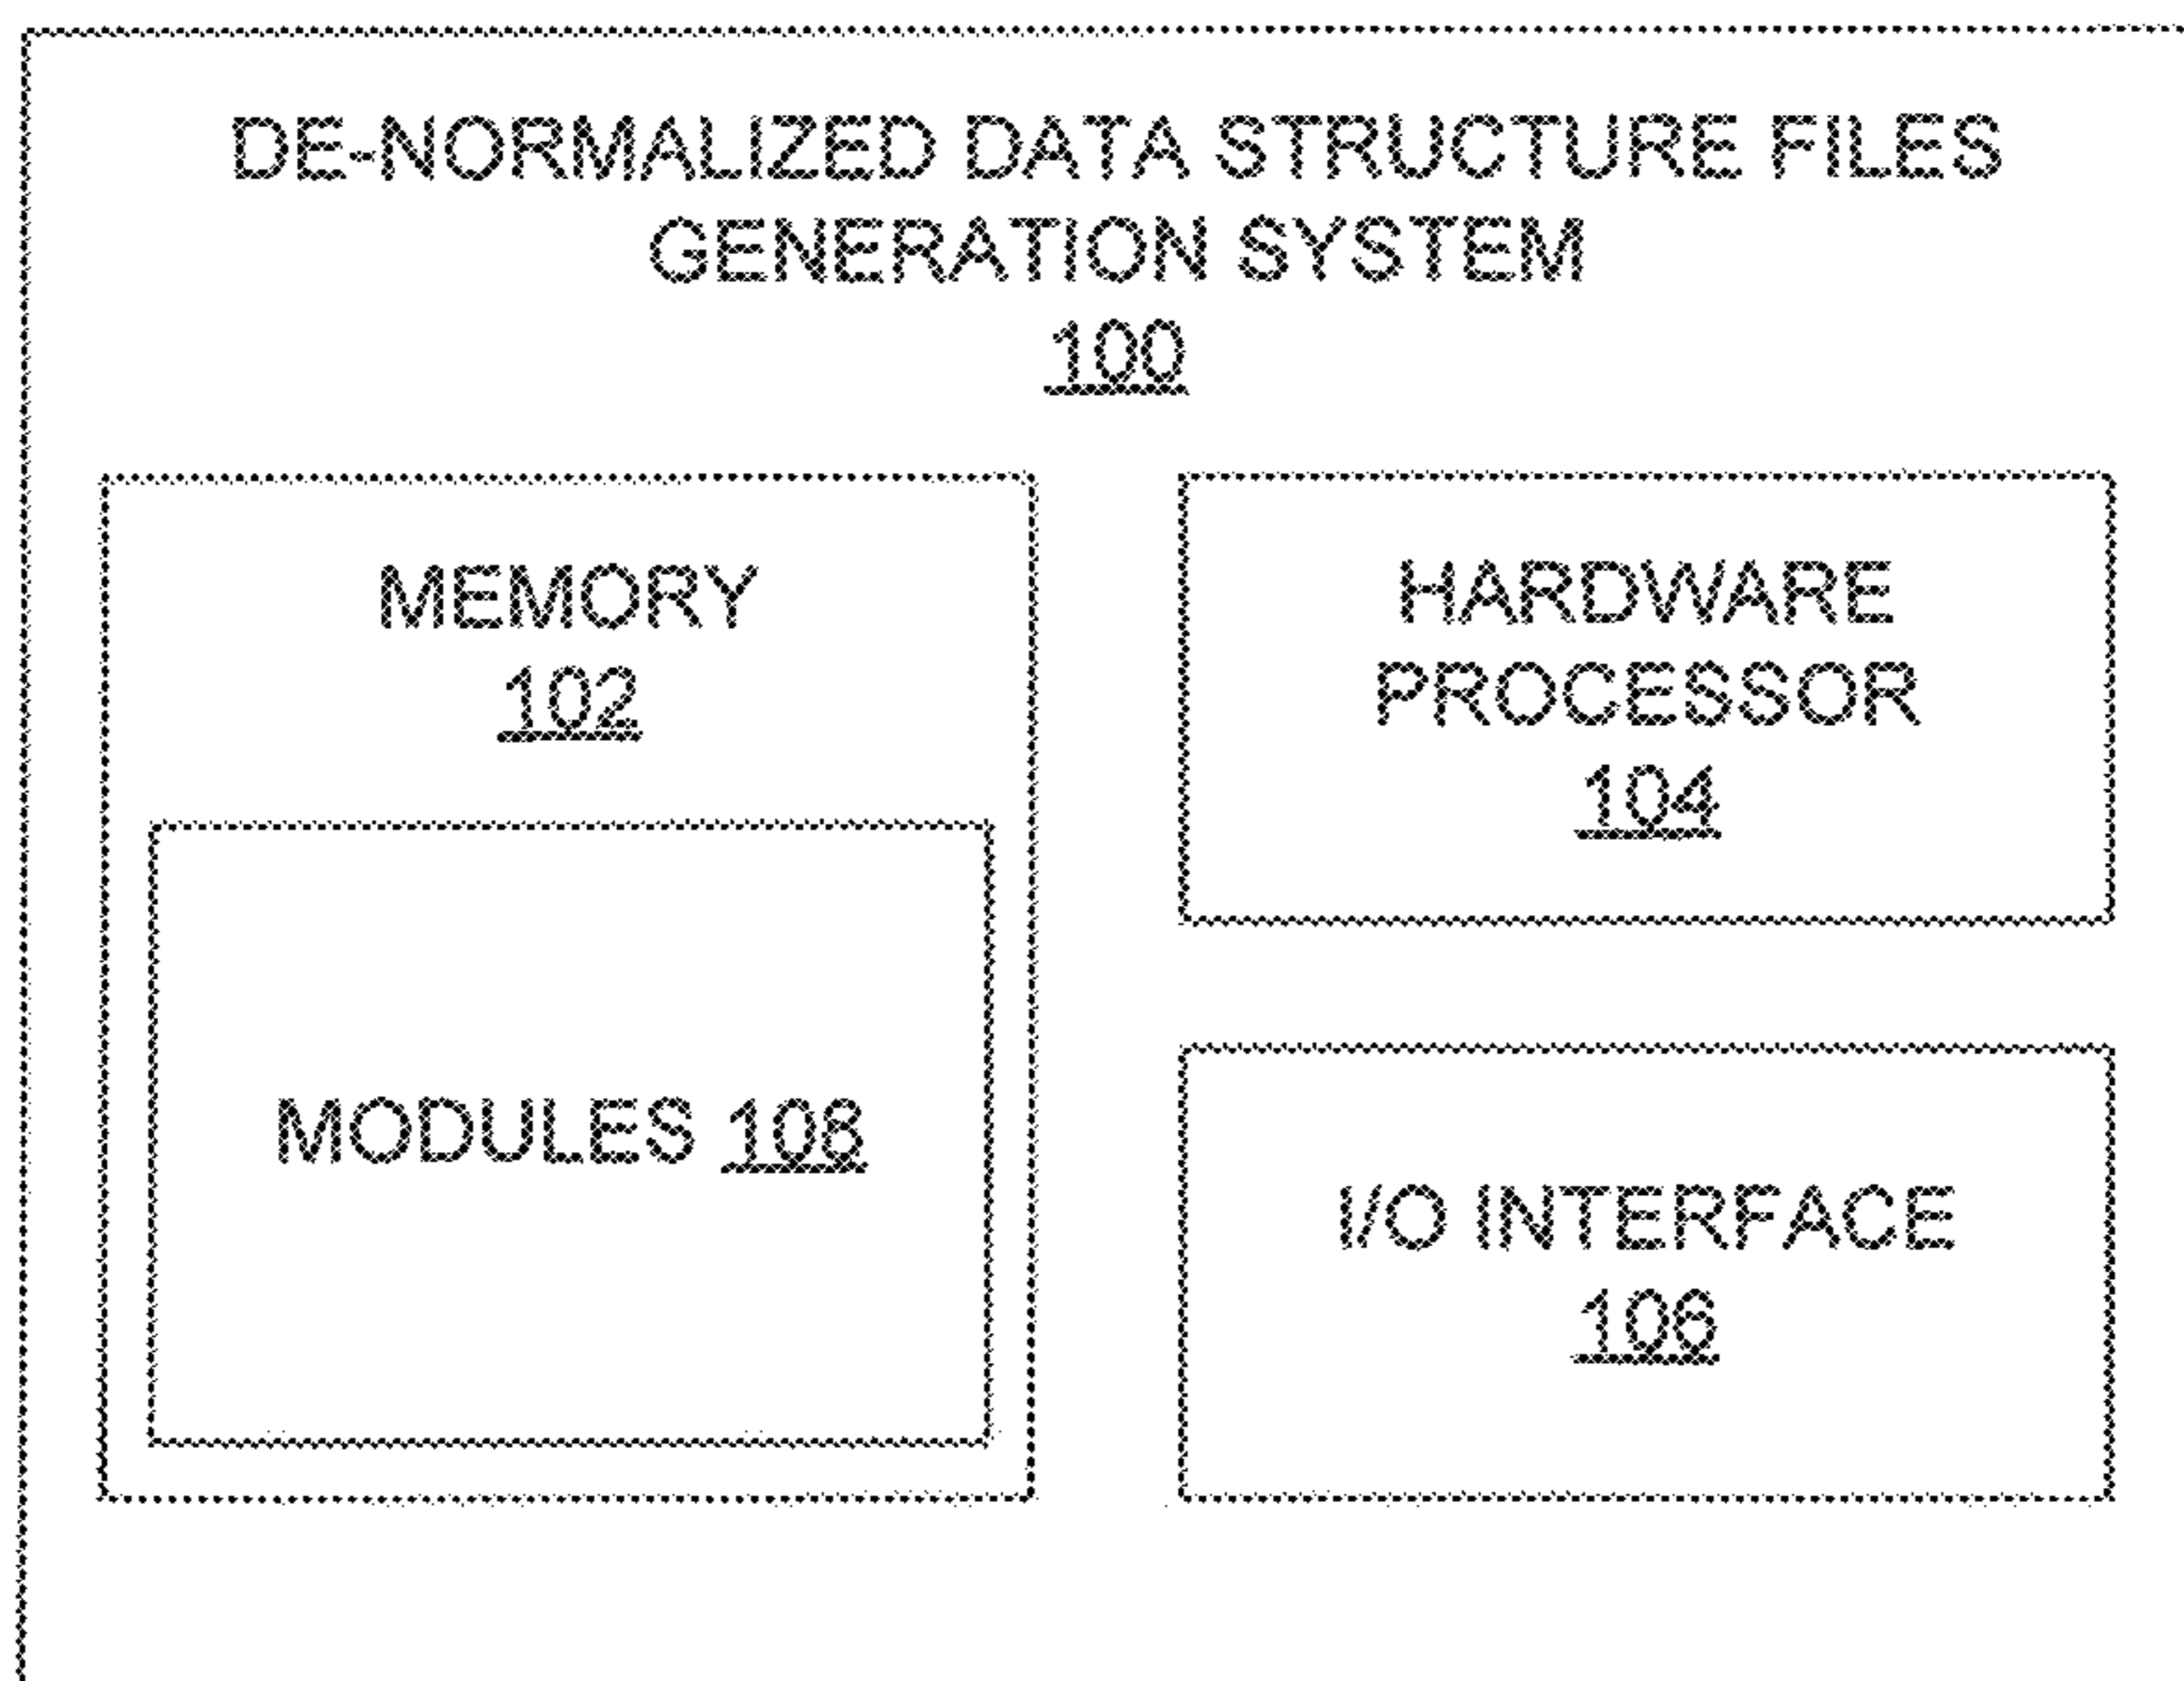 DE-NORMALIZED DATA STRUCTURE FILES
GENERATION SYSTEM
100
MEMORY
102
MODULES 108
HARDWARE
PROCESSOR
104
I/O INTERFACE
106